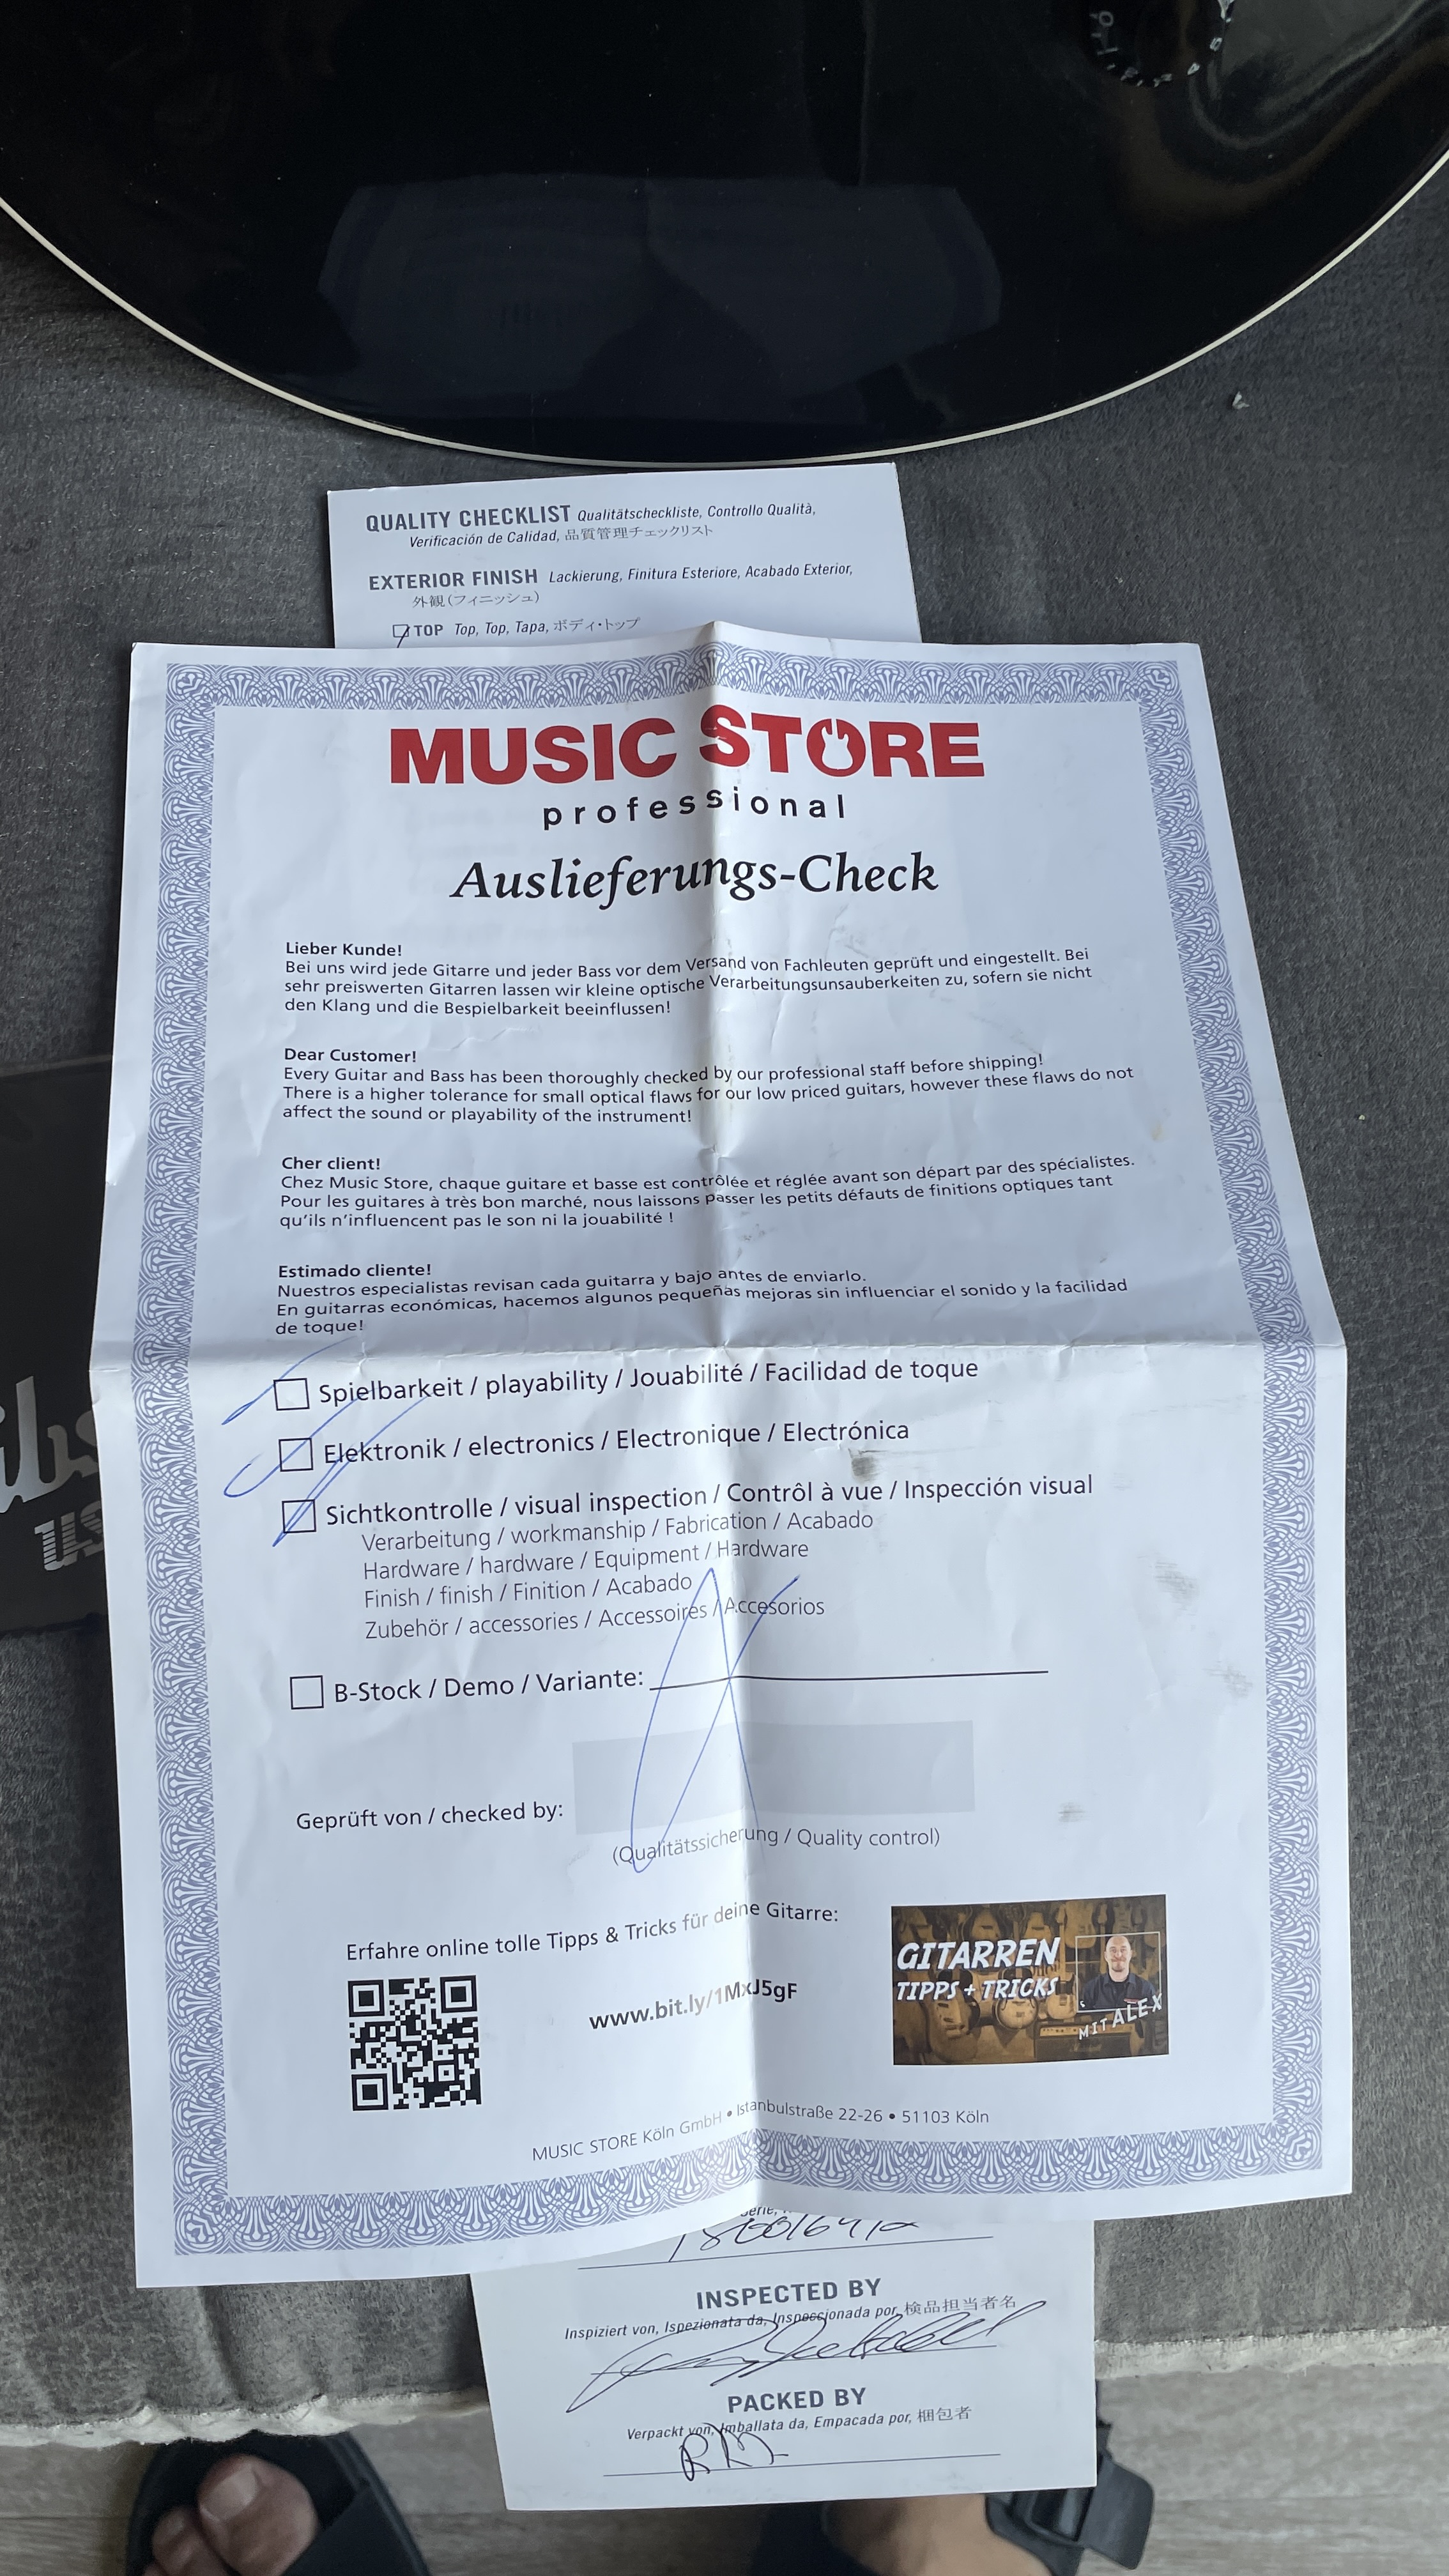 QUALITY CHECKLIST Qualitätscheckliste, Controllo Qualità,
Verificación de Calidad, 品質管理チェックリスト
EXTERIOR FINISH Lackierung, Finitura Esteriore, Acabado Exterior,
外観(フィニッシュ)
TOP Top, Top, Tapa, ボディ・トップ
MUSIC STORE
professional
Auslieferungs-Check
Lieber Kunde!
Bei uns wird jede Gitarre und jeder Bass vor dem Versand von Fachleuten geprüft und eingestellt. Bei
sehr preiswerten Gitarren lassen wir kleine optische Verarbeitungsunsauberkeiten zu, sofern sie nicht
den Klang und die Bespielbarkeit beeinflussen!
Dear Customer!
Every Guitar and Bass has been thoroughly checked by our professional staff before shipping!
There is a higher tolerance for small optical flaws for our low priced guitars, however these flaws do not
affect the sound or playability of the instrument!
Cher client!
Chez Music Store, chaque guitare et basse est contrôlée et réglée avant son départ par des spécialistes.
Pour les guitares à très bon marché, nous laissons passer les petits défauts de finitions optiques tant
qu'ils n'influencent pas le son ni la jouabilité !
Estimado cliente!
Nuestros especialistas revisan cada guitarra y bajo antes de enviarlo.
En guitarras económicas, hacemos algunos pequeñas mejoras sin influenciar el sonido y la facilidad
de toque!
Spielbarkeit / playability / Jouabilité / Facilidad de toque
Elektronik / electronics / Electronique / Electrónica
Sichtkontrolle / visual inspection / Contrôl à vue / Inspección visual
Verarbeitung / workmanship / Fabrication / Acabado
Hardware / hardware / Equipment / Hardware
Finish / finish / Finition / Acabado
Zubehör / accessories / Accessoires / Accesorios
B-Stock / Demo / Variante:
Geprüft von / checked by:
(Qualitätssicherung / Quality control)
Erfahre online tolle Tipps & Tricks für deine Gitarre:
www.bit.ly/1MxJ5gF
GITARREN
TIPPS + TRICKS
MIT ALEX
MUSIC STORE Köln GmbH • Istanbulstraße 22-26 • 51103 Köln
INSPECTED BY
Inspiziert von, Ispezionata da, Inspeccionada por, 検品担当者名
PACKED BY
Verpackt von, Imballata da, Empacada por, 梱包者
RM